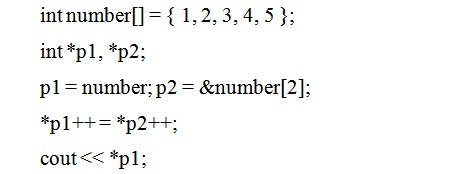 int number[] = { 1, 2, 3, 4, 5 };
int *p1, *p2;
p1 = number; p2 = &number[2];
*p1++ = *p2++;
cout << *p1;